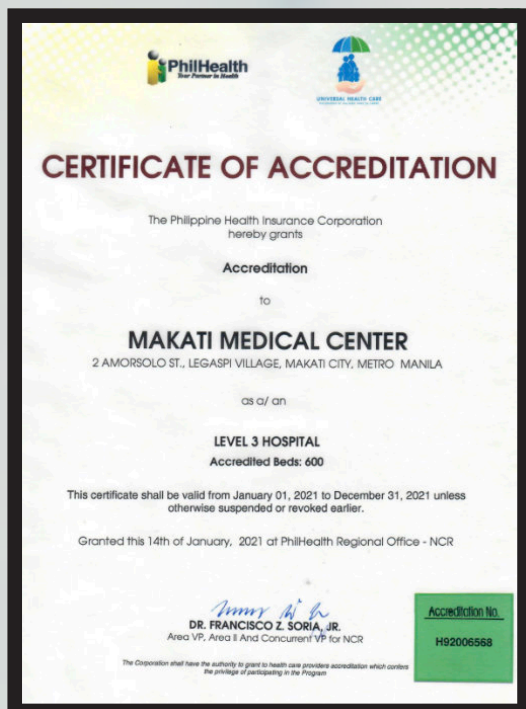 PhilHealth
Your Partner in Health
UNIVERSAL HEALTH CARE
CERTIFICATE OF ACCREDITATION
The Philippine Health Insurance Corporation
hereby grants
Accreditation
to
MAKATI MEDICAL CENTER
2 AMORSOLO ST., LEGASPI VILLAGE, MAKATI CITY, METRO MANILA
as a/ an
LEVEL 3 HOSPITAL
Accredited Beds: 600
This certificate shall be valid from January 01, 2021 to December 31, 2021 unless
otherwise suspended or revoked earlier.
Granted this 14th of January, 2021 at PhilHealth Regional Office - NCR
DR. FRANCISCO Z. SORIA, JR.
Area VP, Area II And Concurrent VP for NCR
Accreditation No.
H92006568
The Corporation shall have the authority to grant to health care providers accreditation which confers
the privilege of participating in the Program